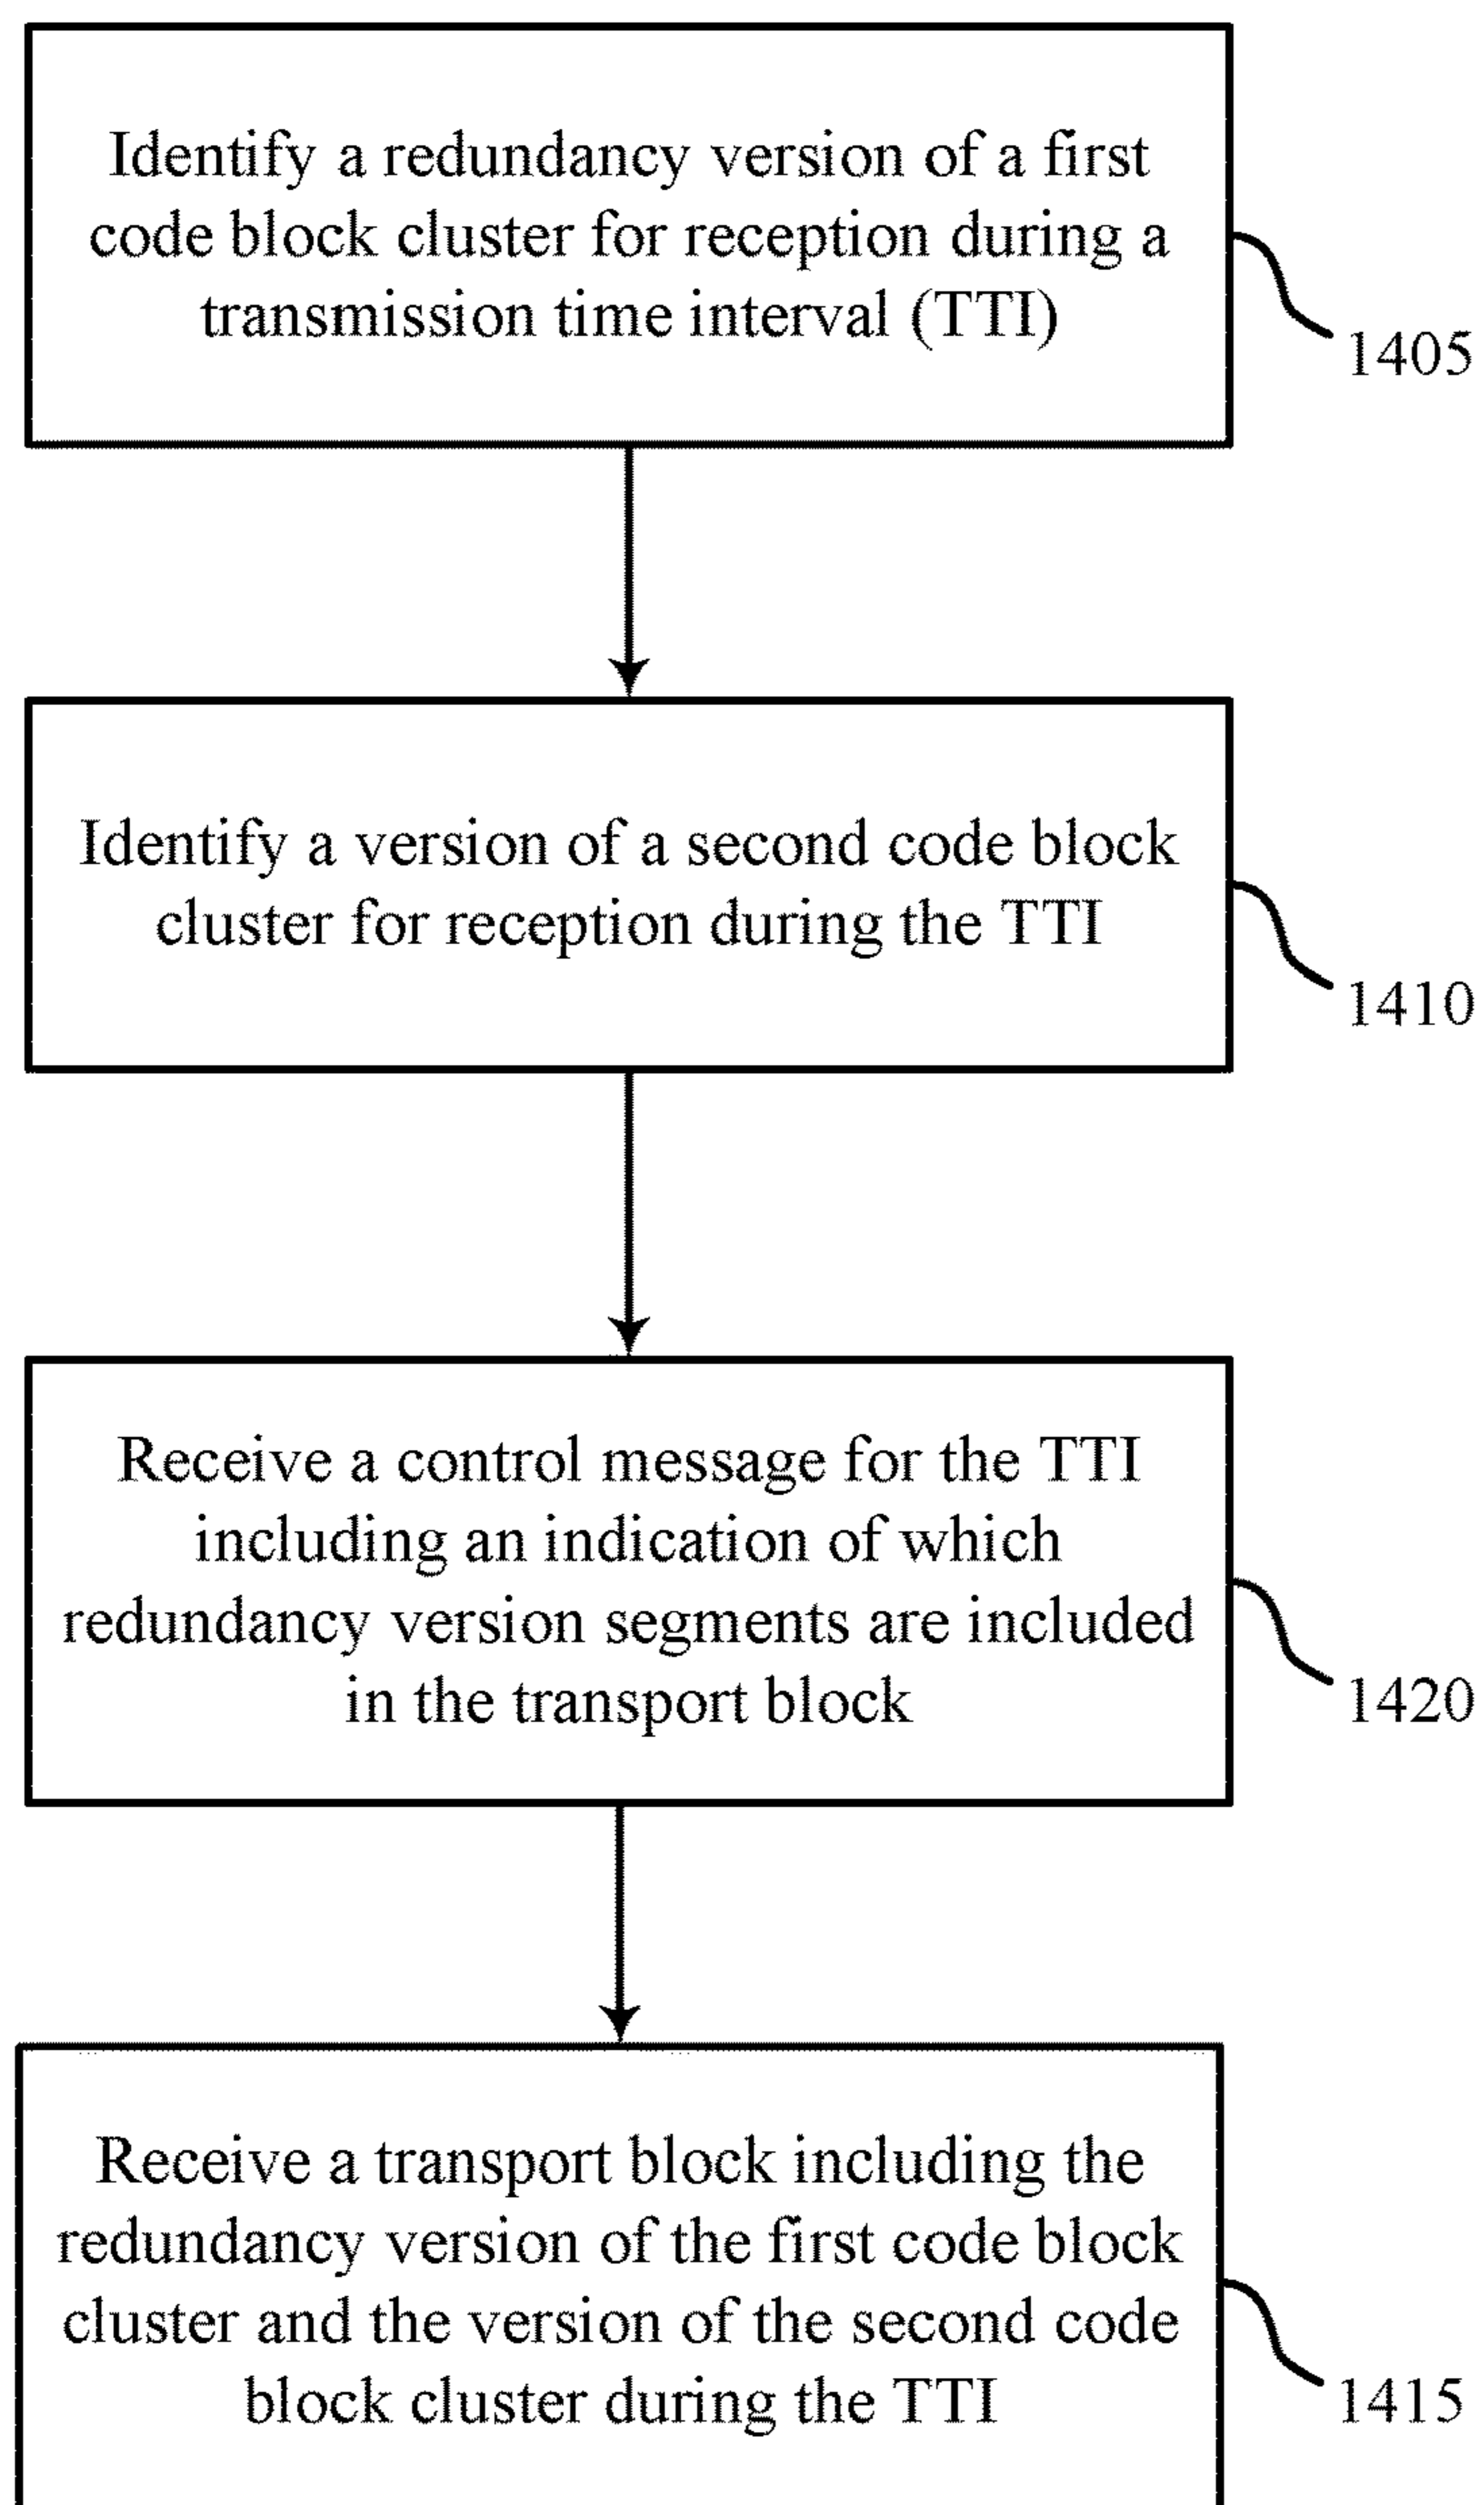 Identify a redundancy version of a first
code block cluster for reception during a
transmission time interval (TTI)
1405
Identify a version of a second code block
cluster for reception during the TTI
1410
Receive a control message for the TTI
including an indication of which
redundancy version segments are included
in the transport block
1420
Receive a transport block including the
redundancy version of the first code block
cluster and the version of the second code
block cluster during the TTI
1415